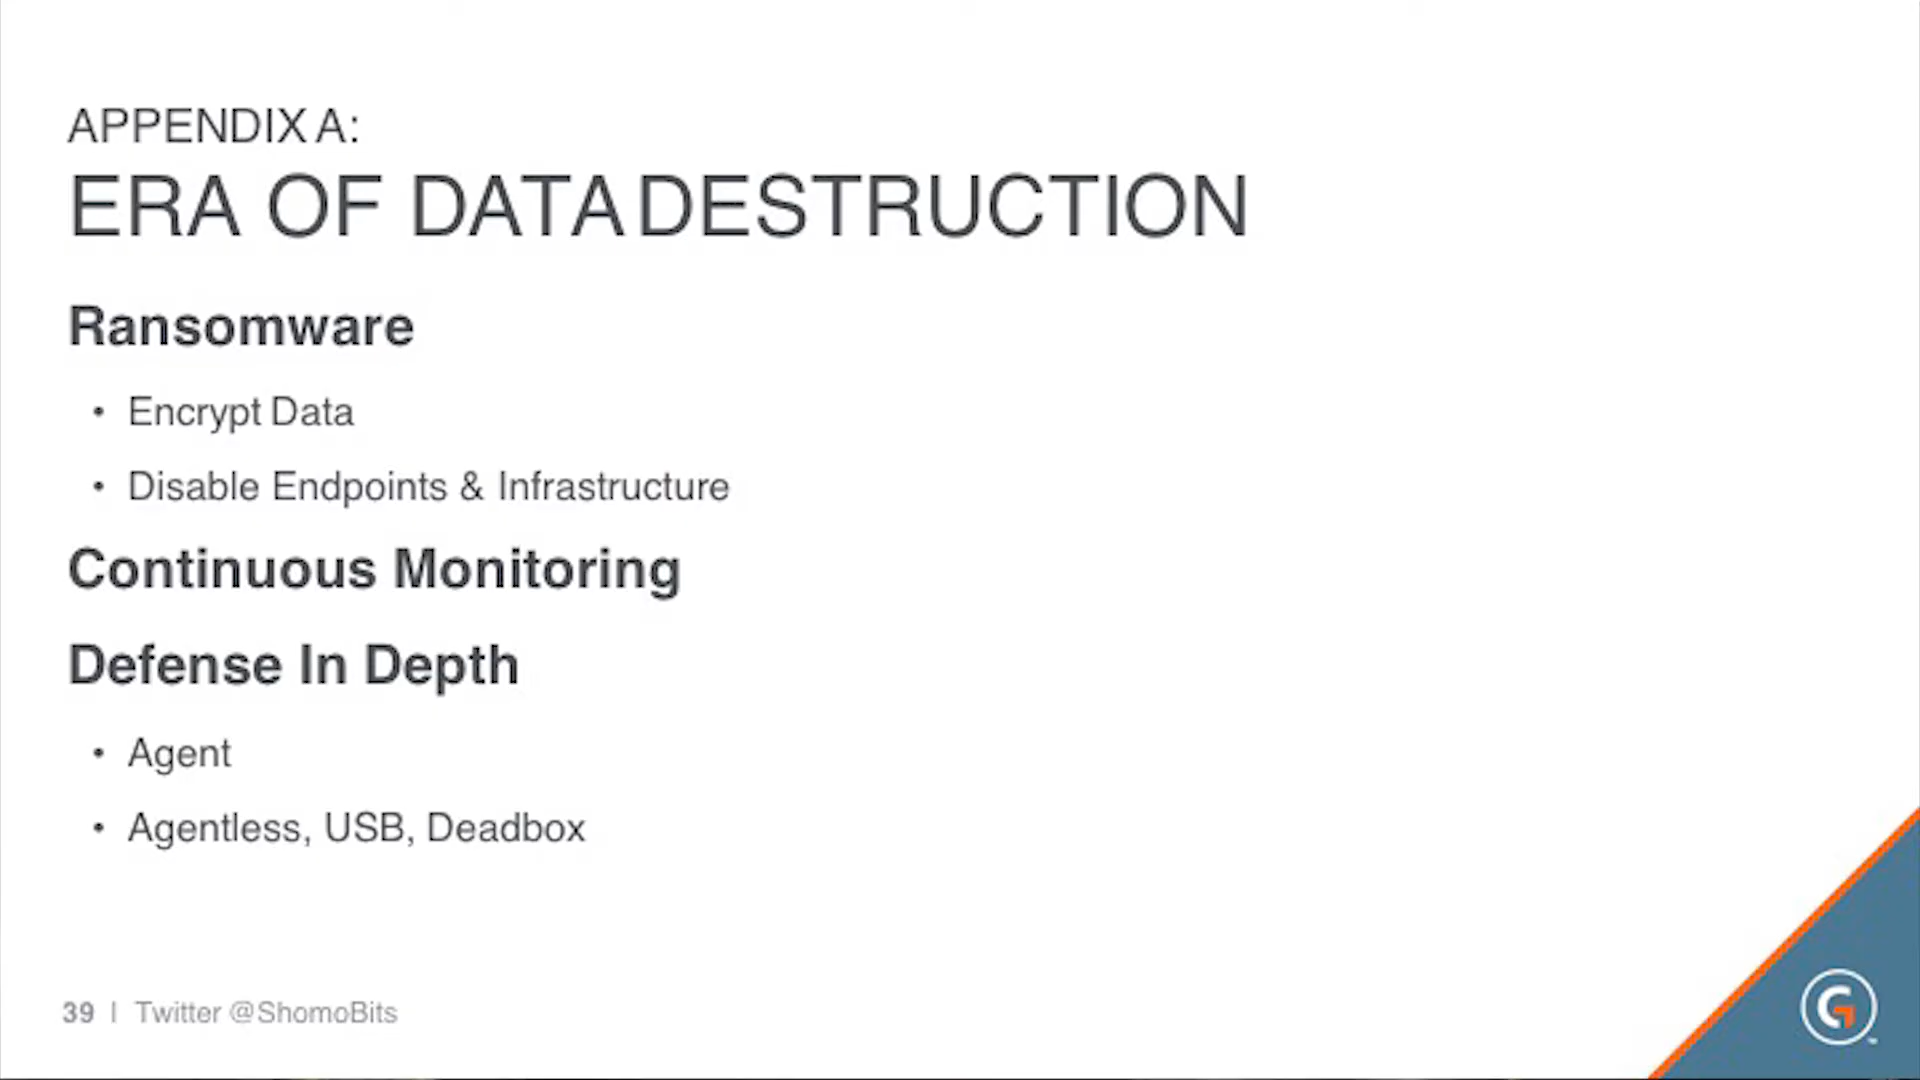 APPENDIX A:
ERA OF DATA DESTRUCTION
Ransomware
• Encrypt Data
• Disable Endpoints & Infrastructure
Continuous Monitoring
Defense In Depth
• Agent
• Agentless, USB, Deadbox
39 | Twitter @ShomoBits